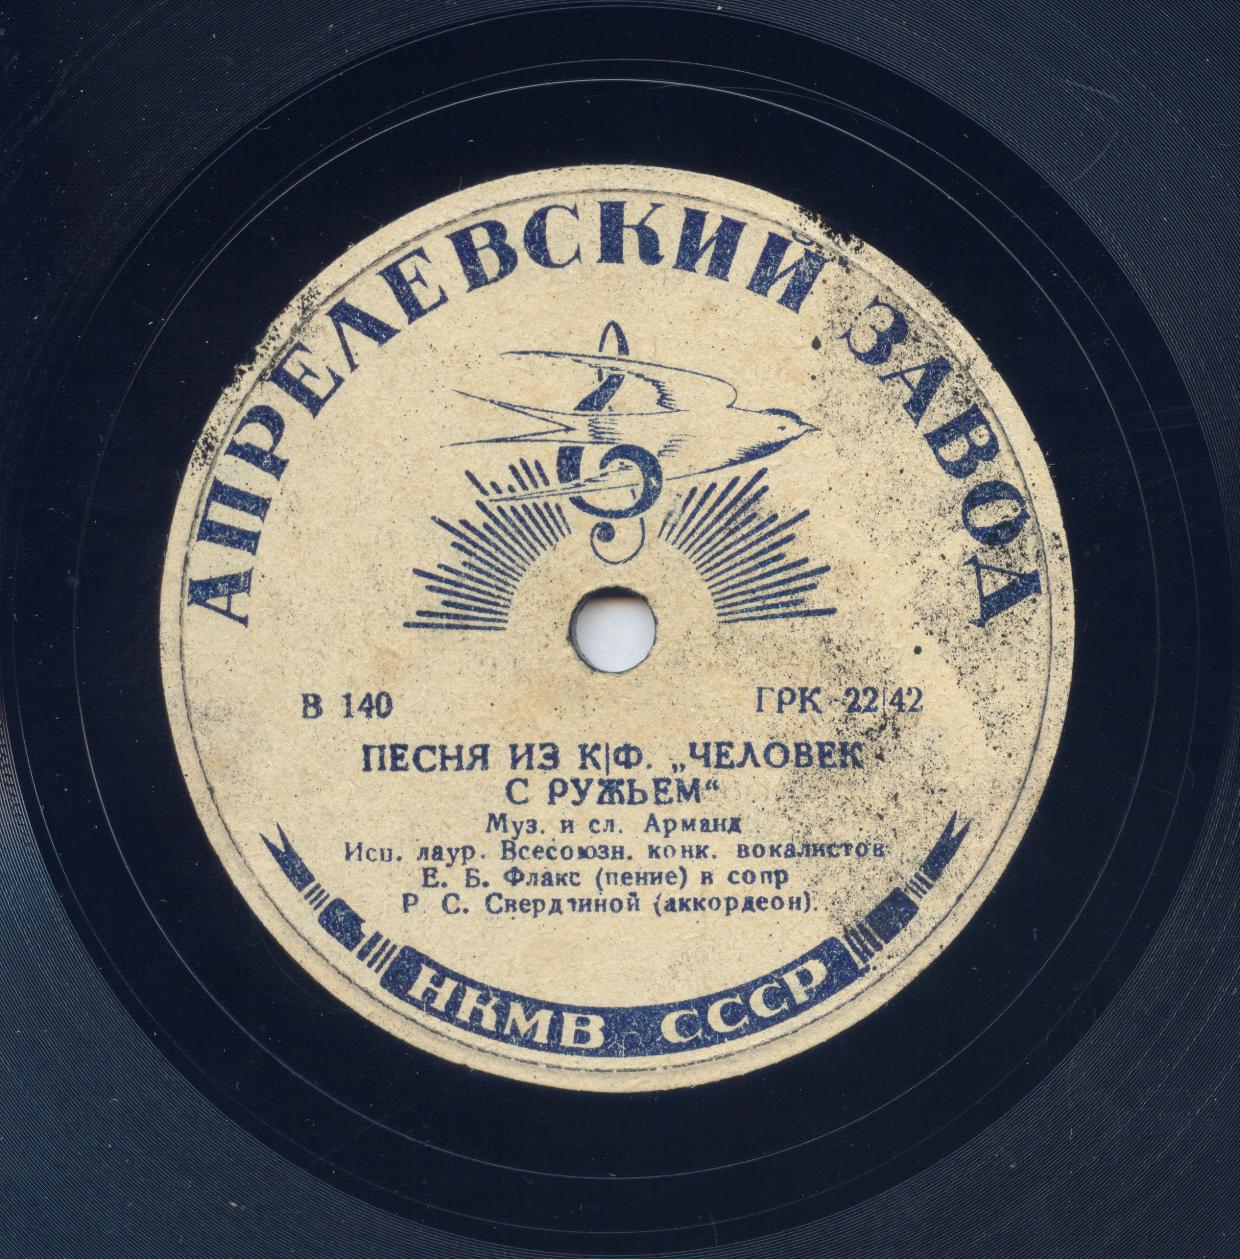 АПРЕЛЕВСКИЙ ЗАВОД
В 140 ГРК 22|42
ПЕСНЯ ИЗ К|Ф. „ЧЕЛОВЕК
С РУЖЬЕМ“
Муз. и сл. Арманд
Исп. лаур. Всесоюзн. конк. вокалистов
Е. Б. Флакс (пение) в сопр
Р С. Свердлиной (аккордеон).
НКМВ СССР